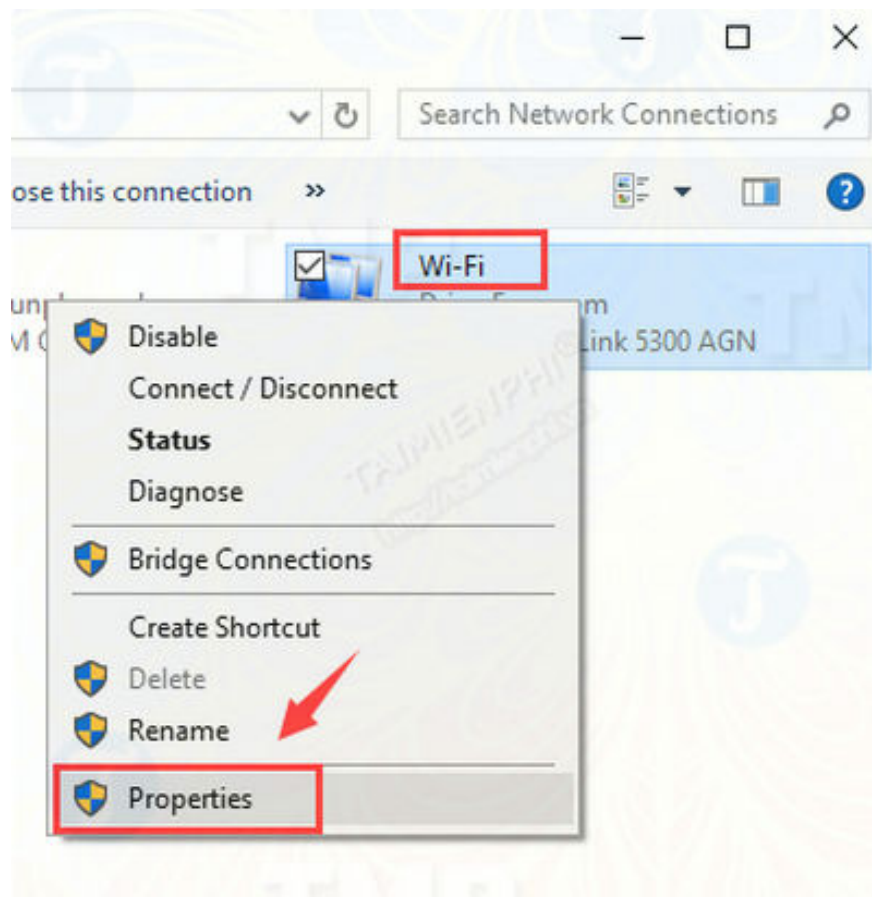 Search Network Connections
ose this connection »
Wi-Fi
Link 5300 AGN
Disable
Connect / Disconnect
Status
Diagnose
Bridge Connections
Create Shortcut
Delete
Rename
Properties
TAIMIENPHI®